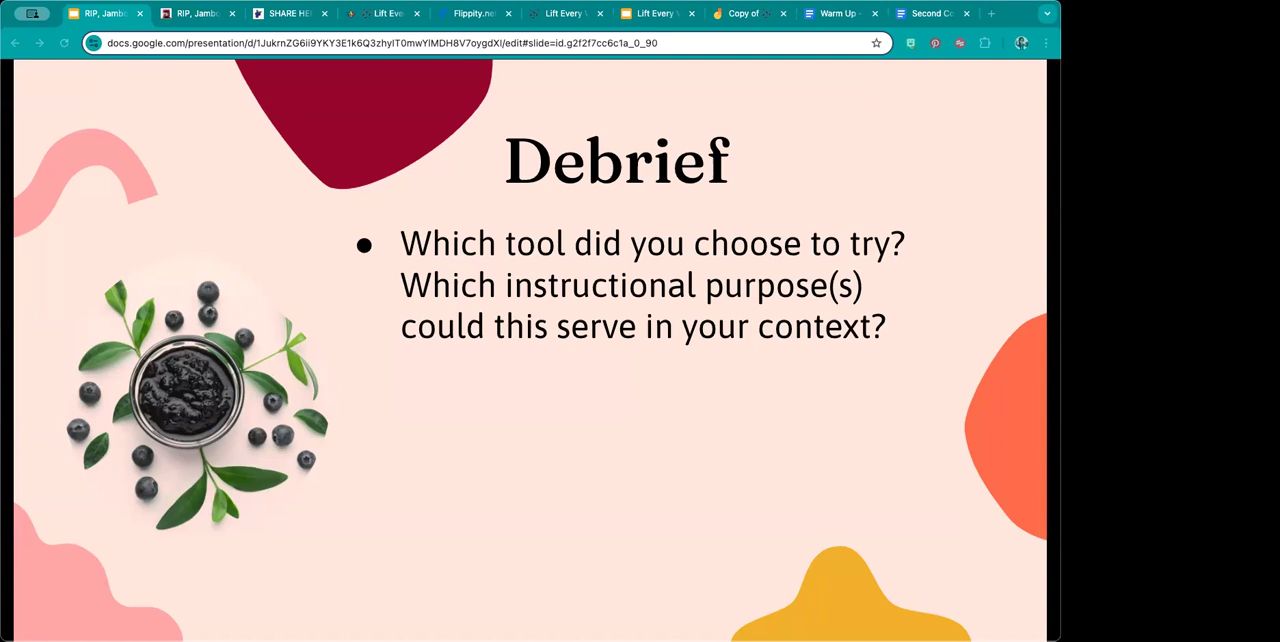 RIP, Jambo
RIP, Jambo
SHARE HE
Lift Eve
Flippity.ne
Lift Every
Lift Every
Copy of
Warm Up -
Second Co
docs.google.com/presentation/d/1JukrnZG6ii9YKY3E1k6Q3zhyIT0mwYlMDH8V7oygdXI/edit#slide=id.g2f2f7cc6c1a_0_90
Debrief
● Which tool did you choose to try?
Which instructional purpose(s)
could this serve in your context?